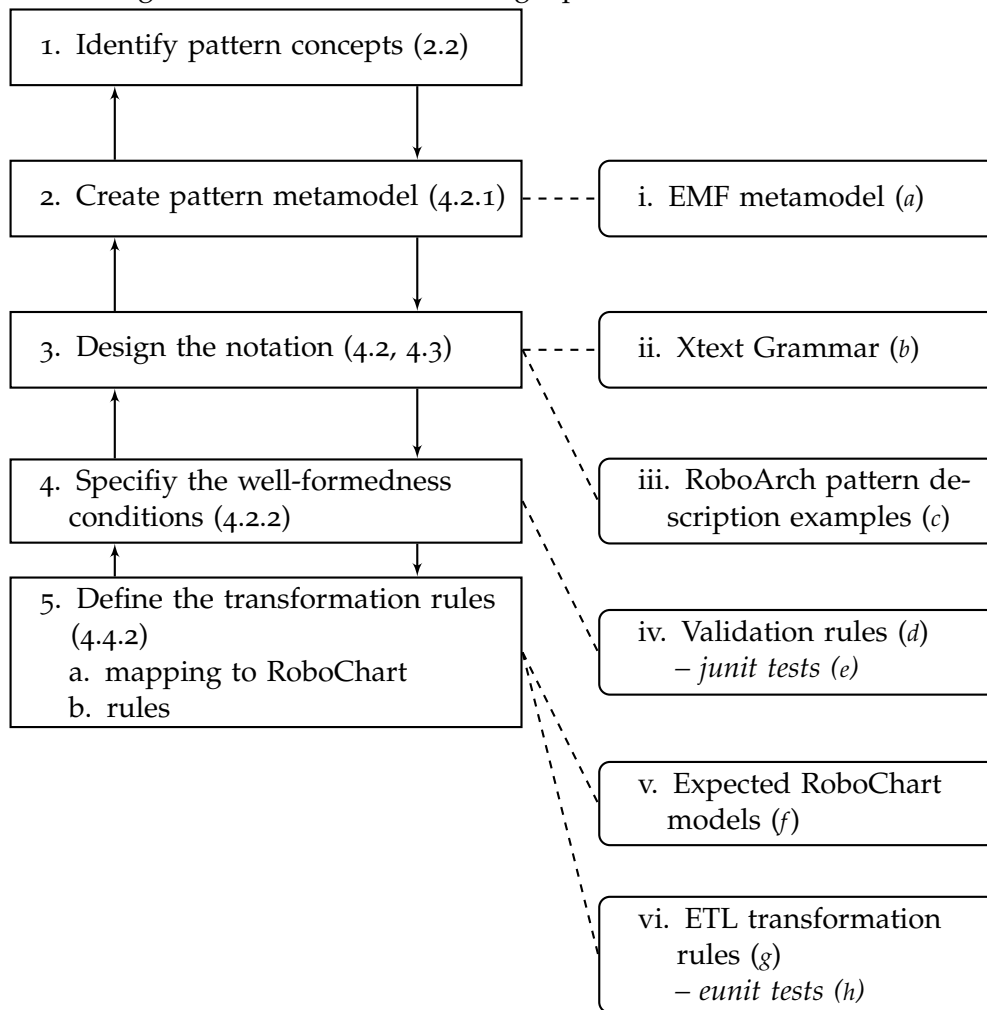 1. Identify pattern concepts (2.2)
2. Create pattern metamodel (4.2.1)
i. EMF metamodel (a)
3. Design the notation (4.2, 4.3)
ii. Xtext Grammar (b)
4. Specifiy the well-formedness
conditions (4.2.2)
iii. RoboArch pattern de-
scription examples (c)
5. Define the transformation rules
(4.4.2)
a. mapping to RoboChart
b. rules
iv. Validation rules (d)
– junit tests (e)
v. Expected RoboChart
models (f)
vi. ETL transformation
rules (g)
– eunit tests (h)